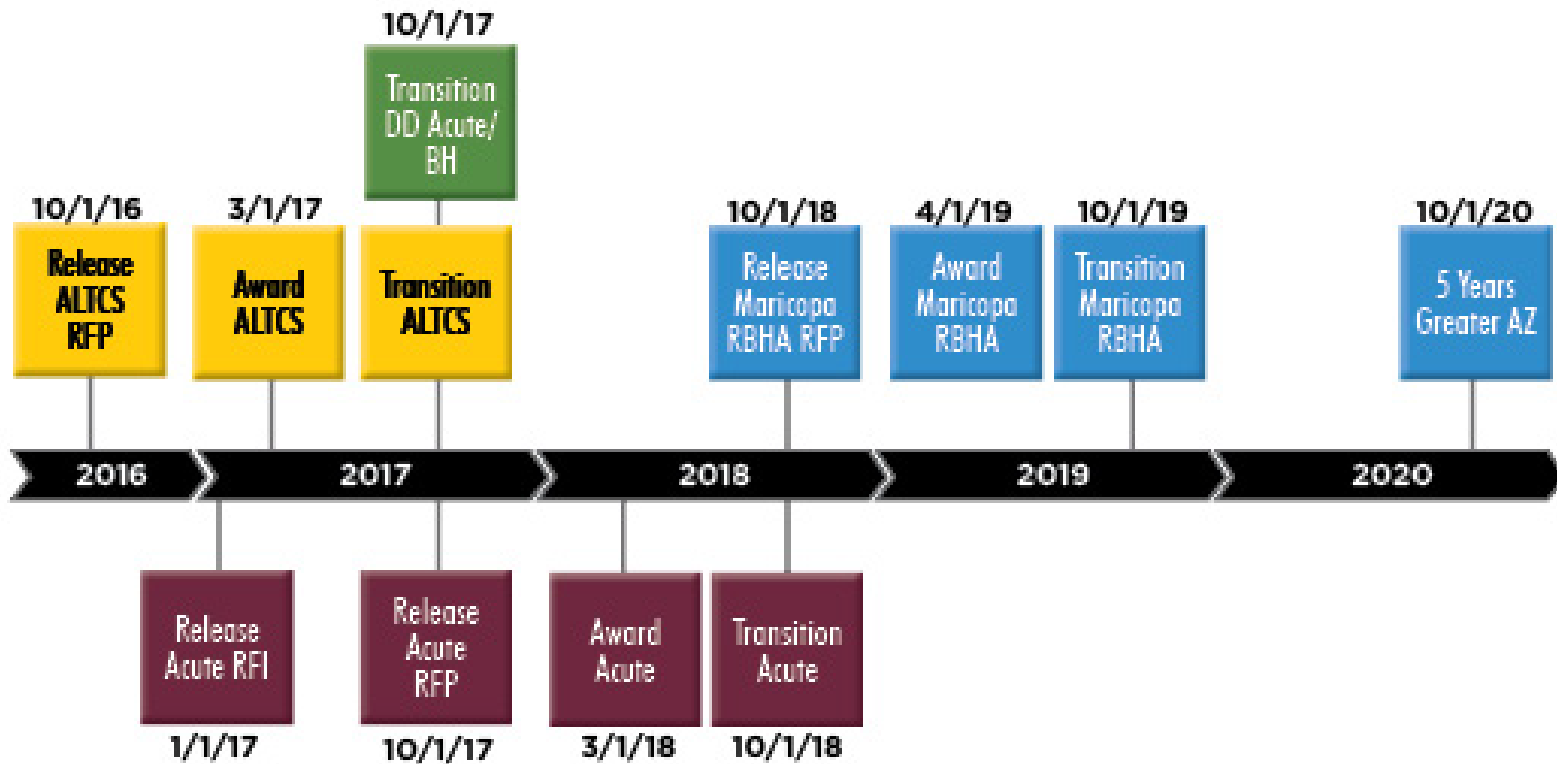 10/1/17
Transition
DD Acute/
BH
10/1/16
Release
ALTCS
RFP
3/1/17
Award
ALTCS
Transition
ALTCS
10/1/18
Release
Maricopa
RBHA RFP
4/1/19
Award
Maricopa
RBHA
10/1/19
Transition
Maricopa
RBHA
10/1/20
5 Years
Greater AZ
2016
2017
2018
2019
2020
Release
Acute RFI
1/1/17
Release
Acute
RFP
10/1/17
Award
Acute
3/1/18
Transition
Acute
10/1/18